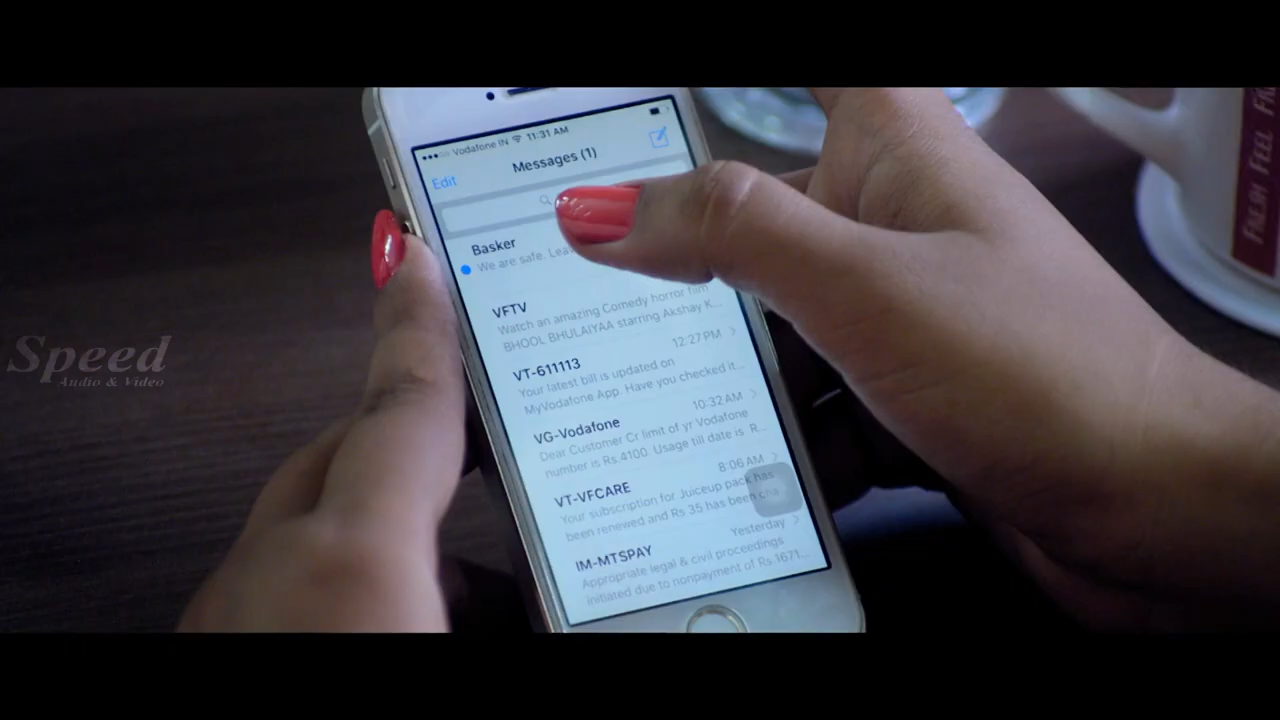 Vodafone IN 11:31 AM
Messages (1)
Edit
Basker
We are safe.
VFTV
Watch an amazing Comedy horror film
BHOOL BHULAIYAA starring Akshay K...
VT-611113 12:27 PM
Your latest bill is updated on
MyVodafone App. Have you checked it...
VG-Vodafone 10:32 AM
Dear Customer Cr limit of yr Vodafone
number is Rs.4100. Usage till date is R...
VT-VFCARE 8:06 AM
Your subscription for Juiceup pack has
been renewed and Rs 35 has been cha...
IM-MTSPAY Yesterday
Appropriate legal & civil proceedings
initiated due to nonpayment of Rs.1671...
Speed
Audio & Video
FEEL